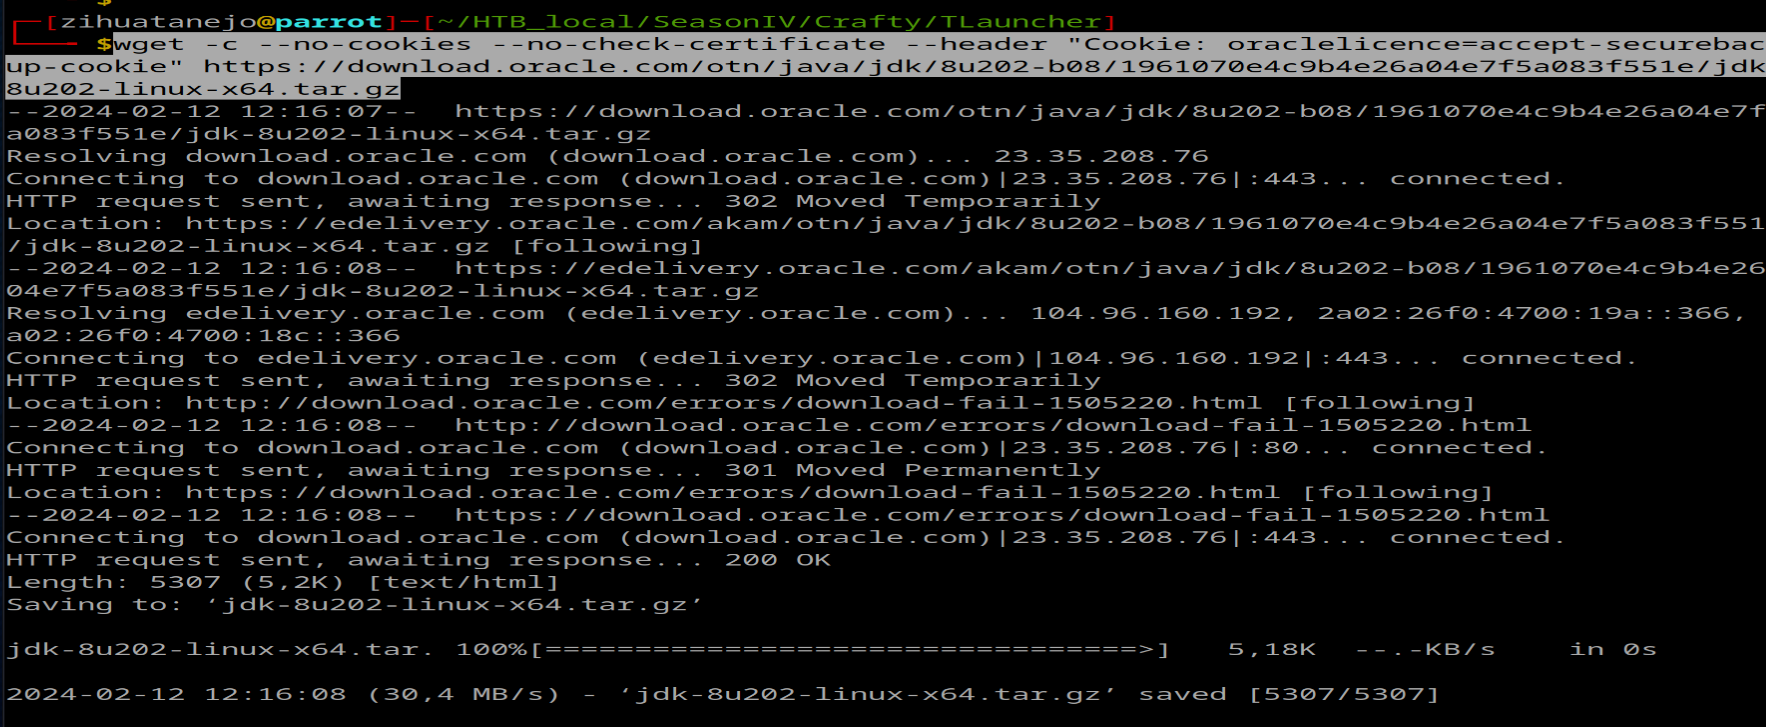 $
[zihuatanejo@parrot]─[~/HTB_local/SeasonIV/Crafty/TLauncher]
$wget -c --no-cookies --no-check-certificate --header "Cookie: oraclelicence=accept-securebac
up-cookie" https://download.oracle.com/otn/java/jdk/8u202-b08/1961070e4c9b4e26a04e7f5a083f551e/jdk
8u202-linux-x64.tar.gz
--2024-02-12 12:16:07--  https://download.oracle.com/otn/java/jdk/8u202-b08/1961070e4c9b4e26a04e7f
a083f551e/jdk-8u202-linux-x64.tar.gz
Resolving download.oracle.com (download.oracle.com)... 23.35.208.76
Connecting to download.oracle.com (download.oracle.com)|23.35.208.76|:443... connected.
HTTP request sent, awaiting response... 302 Moved Temporarily
Location: https://edelivery.oracle.com/akam/otn/java/jdk/8u202-b08/1961070e4c9b4e26a04e7f5a083f551
/jdk-8u202-linux-x64.tar.gz [following]
--2024-02-12 12:16:08--  https://edelivery.oracle.com/akam/otn/java/jdk/8u202-b08/1961070e4c9b4e26
04e7f5a083f551e/jdk-8u202-linux-x64.tar.gz
Resolving edelivery.oracle.com (edelivery.oracle.com)... 104.96.160.192, 2a02:26f0:4700:19a::366,
a02:26f0:4700:18c::366
Connecting to edelivery.oracle.com (edelivery.oracle.com)|104.96.160.192|:443... connected.
HTTP request sent, awaiting response... 302 Moved Temporarily
Location: http://download.oracle.com/errors/download-fail-1505220.html [following]
--2024-02-12 12:16:08--  http://download.oracle.com/errors/download-fail-1505220.html
Connecting to download.oracle.com (download.oracle.com)|23.35.208.76|:80... connected.
HTTP request sent, awaiting response... 301 Moved Permanently
Location: https://download.oracle.com/errors/download-fail-1505220.html [following]
--2024-02-12 12:16:08--  https://download.oracle.com/errors/download-fail-1505220.html
Connecting to download.oracle.com (download.oracle.com)|23.35.208.76|:443... connected.
HTTP request sent, awaiting response... 200 OK
Length: 5307 (5,2K) [text/html]
Saving to: ‘jdk-8u202-linux-x64.tar.gz’
jdk-8u202-linux-x64.tar. 100%[=================================>]   5,18K  --.-KB/s    in 0s
2024-02-12 12:16:08 (30,4 MB/s) - ‘jdk-8u202-linux-x64.tar.gz’ saved [5307/5307]